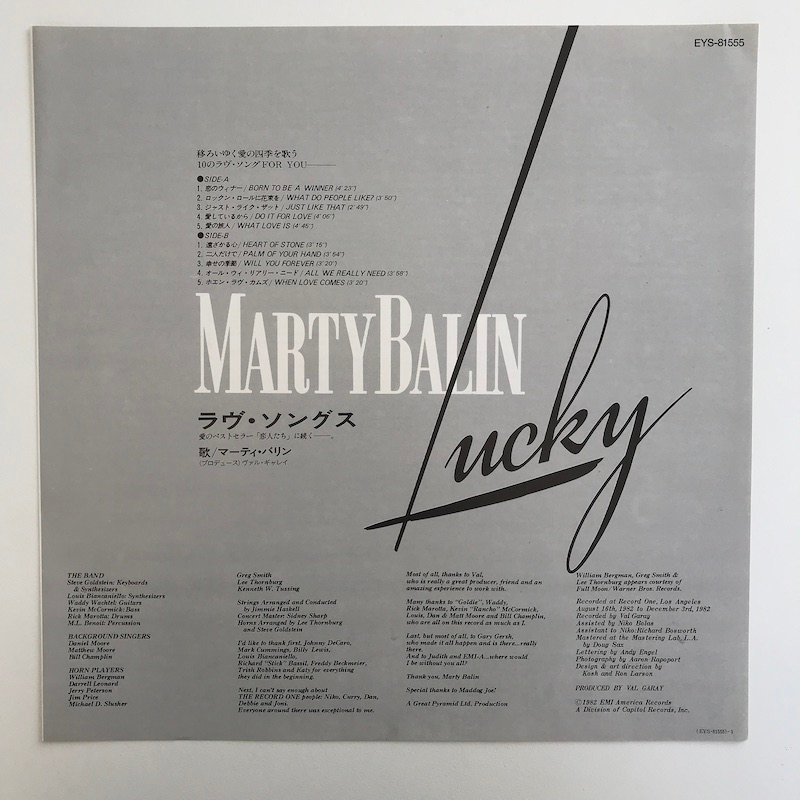 EYS-81555
移ろいゆく愛の四季を歌う
10のラヴ・ソングFOR YOU———
●SIDE-A
1. 恋のウィナー/BORN TO BE A WINNER (4'23")
2. ロックン・ロールに花束を/WHAT DO PEOPLE LIKE? (3'50")
3. ジャスト・ライク・ザット/JUST LIKE THAT (2'49")
4. 愛しているから/DO IT FOR LOVE (4'06")
5. 愛の旅人/WHAT LOVE IS (4'45")
●SIDE-B
1. 遠ざかる心/HEART OF STONE (3'16")
2. 二人だけで/PALM OF YOUR HAND (3'54")
3. 幸せの季節/WILL YOU FOREVER (3'20")
4. オール・ウィ・リアリー・ニード/ALL WE REALLY NEED (3'58")
5. ホエン・ラヴ・カムズ/WHEN LOVE COMES (3'20")
MARTY BALIN
Lucky
ラヴ・ソングス
愛のベストセラー「恋人たち」に続く——。
歌/マーティ・バリン
(プロデュース)ヴァル・ギャレイ
THE BAND
Steve Goldstein: Keyboards
& Synthesizers
Louis Biancaniello: Synthesizers
Waddy Wachtel: Guitars
Kevin McCormick: Bass
Rick Marotta: Drums
M.L. Benoit: Percussion
BACKGROUND SINGERS
Daniel Moore
Matthew Moore
Bill Champlin
HORN PLAYERS
William Bergman
Darrell Leonard
Jerry Peterson
Jim Price
Michael D. Slusher
Greg Smith
Lee Thornburg
Kenneth W. Tussing
Strings Arranged and Conducted
by Jimmie Haskell
Concert Master: Sidney Sharp
Horns Arranged by Lee Thornburg
and Steve Goldstein
I'd like to thank first, Johnny DeCaro,
Mark Cummings, Billy Lewis,
Louis Biancaniello,
Richard "Stick" Bassil, Freddy Beckmeier,
Trish Robbins and Katy for everything
they did in the beginning.
Next, I can't say enough about
THE RECORD ONE people: Niko, Curry, Dan,
Debbie and Joni.
Everyone around there was exceptional to me.
Most of all, thanks to Val,
who is really a great producer, friend and an
amazing experience to work with.
Many thanks to "Goldie", Waddy,
Rick Marotta, Kevin "Rancho" McCormick,
Louis, Dan & Matt Moore and Bill Champlin,
who are all on this record as much as I.
Last, but most of all, to Gary Gersh,
who made it all happen and is there...really
there.
And to Judith and EMI-A...where would
I be without you all?
Thank you, Marty Balin
Special thanks to Maddog Joe!
A Great Pyramid Ltd. Production
William Bergman, Greg Smith &
Lee Thornburg appears courtesy of
Full Moon/Warner Bros. Records.
Recorded at Record One, Los Angeles
August 16th, 1982 to December 3rd, 1982
Recorded by Val Garay
Assisted by Niko Bolas
Assistant to Niko: Richard Bosworth
Mastered at the Mastering Lab, L.A.
by Doug Sax
Lettering by Andy Engel
Photography by Aaron Rapoport
Design & art direction by
Kosh and Ron Larson
PRODUCED BY VAL GARAY
©1982 EMI America Records
A Division of Capitol Records, Inc.
(EYS-81555)-1